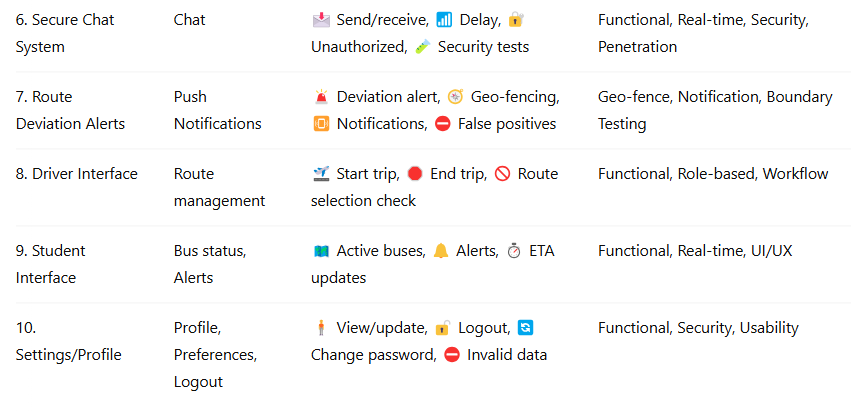 6. Secure Chat System	Chat	📩 Send/receive, 📶 Delay, 🔐 Unauthorized, 🧪 Security tests	Functional, Real-time, Security, Penetration
7. Route Deviation Alerts	Push Notifications	🚨 Deviation alert, 🧭 Geo-fencing, 📳 Notifications, ⛔ False positives	Geo-fence, Notification, Boundary Testing
8. Driver Interface	Route management	🛫 Start trip, 🛑 End trip, 🚫 Route selection check	Functional, Role-based, Workflow
9. Student Interface	Bus status, Alerts	🗺️ Active buses, 🔔 Alerts, ⏱️ ETA updates	Functional, Real-time, UI/UX
10. Settings/Profile	Profile, Preferences, Logout	🧍 View/update, 🔓 Logout, 🔄 Change password, ⛔ Invalid data	Functional, Security, Usability